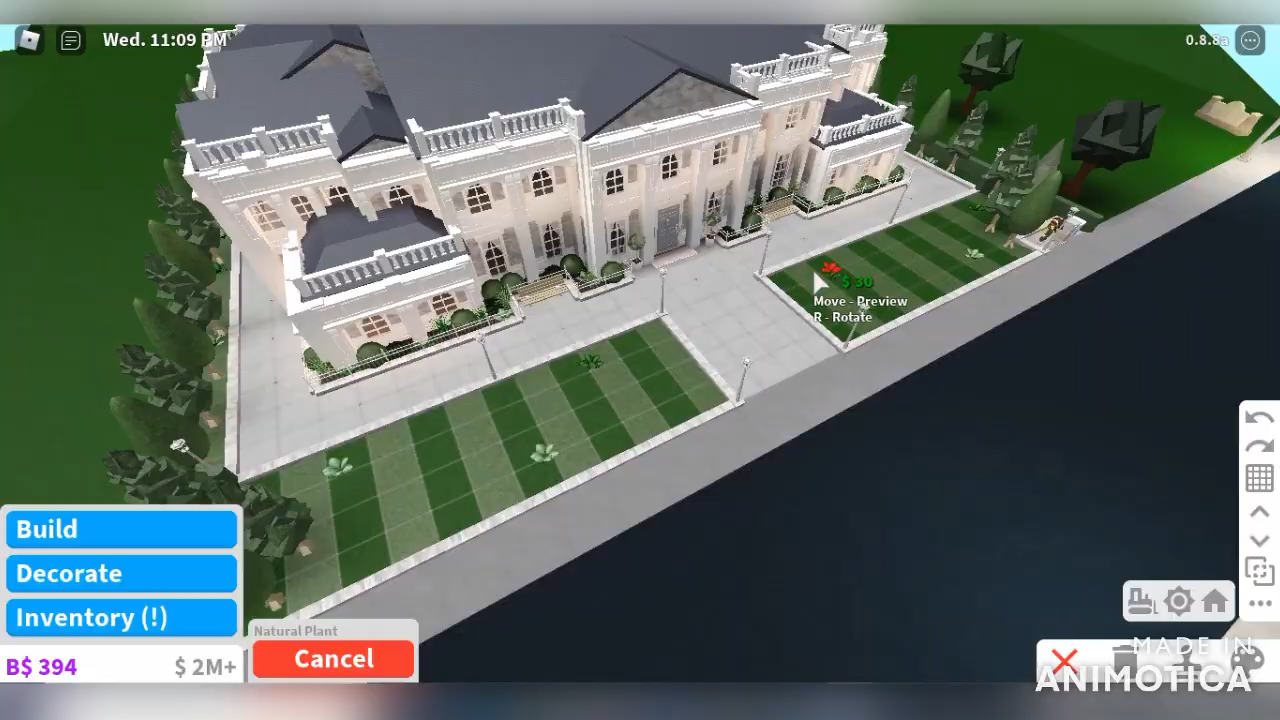 Wed. 11:09 PM
0.8.8a
$ 30
Move - Preview
R - Rotate
Build
Decorate
Inventory (!)
B$ 394
$ 2M+
Natural Plant
Cancel
MADE IN
ANIMOTICA